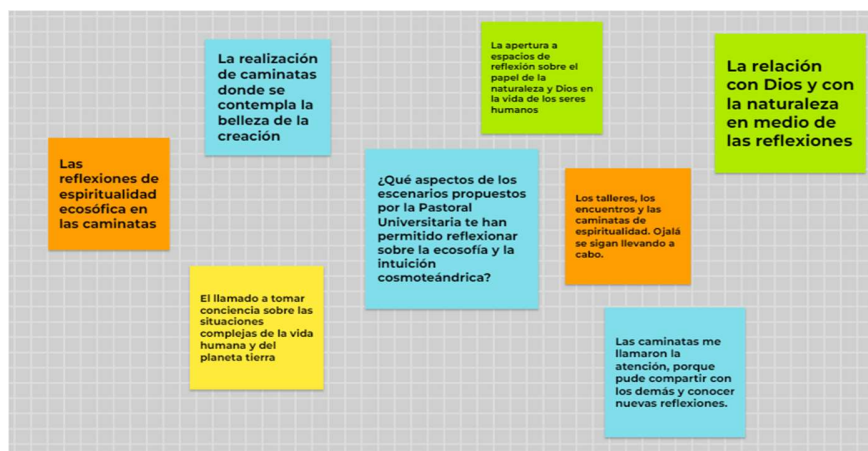 La realización
de caminatas
donde se
contempla la
belleza de la
creación
La apertura a
espacios de
reflexión sobre el
papel de la
naturaleza y Dios en
la vida de los seres
humanos
La relación
con Dios y con
la naturaleza
en medio de
las reflexiones
Las
reflexiones de
espiritualidad
ecosófica en
las caminatas
¿Qué aspectos de los
escenarios propuestos
por la Pastoral
Universitaria te han
permitido reflexionar
sobre la ecosofía y la
intuición
cosmoteándrica?
Los talleres, los
encuentros y las
caminatas de
espiritualidad. Ojalá
se sigan llevando a
cabo.
El llamado a tomar
conciencia sobre las
situaciones
complejas de la vida
humana y del
planeta tierra
Las caminatas me
llamaron la
atención, porque
pude compartir con
los demás y conocer
nuevas reflexiones.